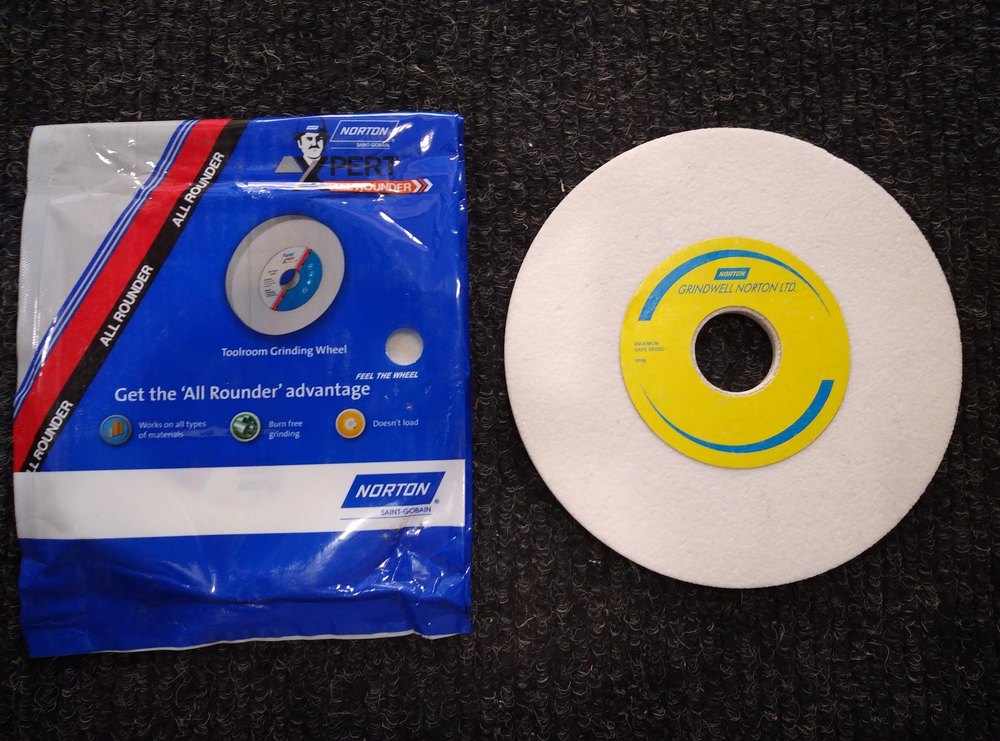 NORTON
SAINT-GOBAIN
XPERT
ALL ROUNDER
ALL ROUNDER
ALL ROUNDER
LL ROUNDER
Toolroom Grinding Wheel
FEEL THE WHEEL
Get the 'All Rounder' advantage
Works on all types
of materials
Burn free
grinding
Doesn't load
NORTON
SAINT-GOBAIN
NORTON
GRINDWELL NORTON LTD.
MAXIMUM
SAFE SPEED
RPM